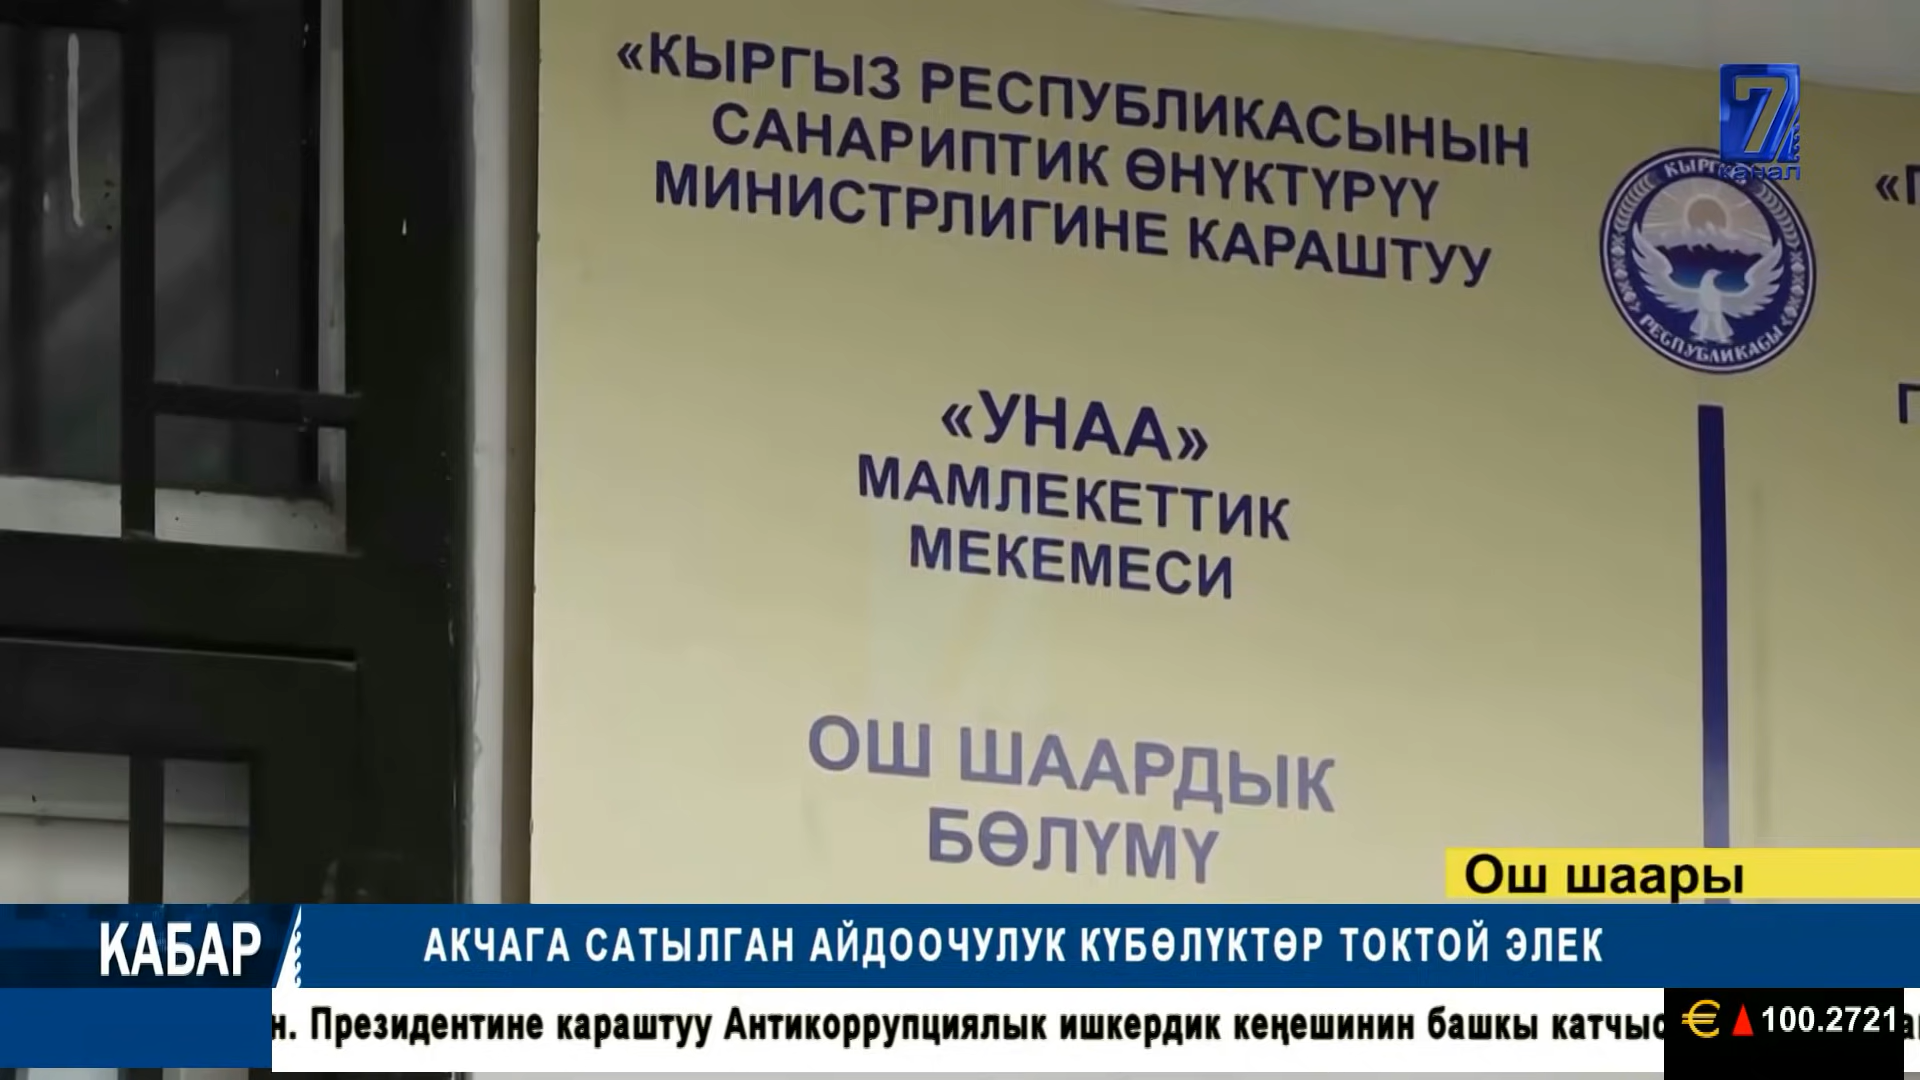 «КЫРГЫЗ РЕСПУБЛИКАСЫНЫН
САНАРИПТИК ӨНҮКТҮРҮҮ
МИНИСТРЛИГИНЕ КАРАШТУУ
7
канал
КЫРГЫЗ
РЕСПУБЛИКАСЫ
«УНАА»
МАМЛЕКЕТТИК
МЕКЕМЕСИ
ОШ ШААРДЫК
БӨЛҮМҮ
Ош шаары
КАБАР
АКЧАГА САТЫЛГАН АЙДООЧУЛУК КҮБӨЛҮКТӨР ТОКТОЙ ЭЛЕК
н. Президентине караштуу Антикоррупциялык ишкердик кеңешинин башкы катчыс
€ ▲ 100.2721